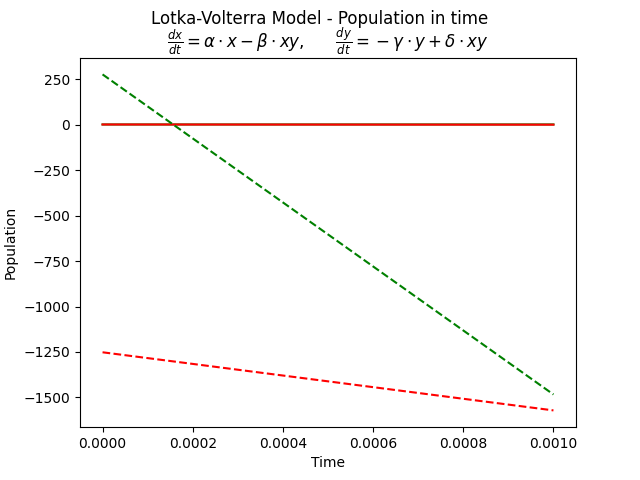 Lotka-Volterra Model - Population in time
dx/dt = α · x − β · xy, dy/dt = − γ · y + δ · xy
250
0
−250
−500
−750
−1000
−1250
−1500
Population
0.0000 0.0002 0.0004 0.0006 0.0008 0.0010
Time